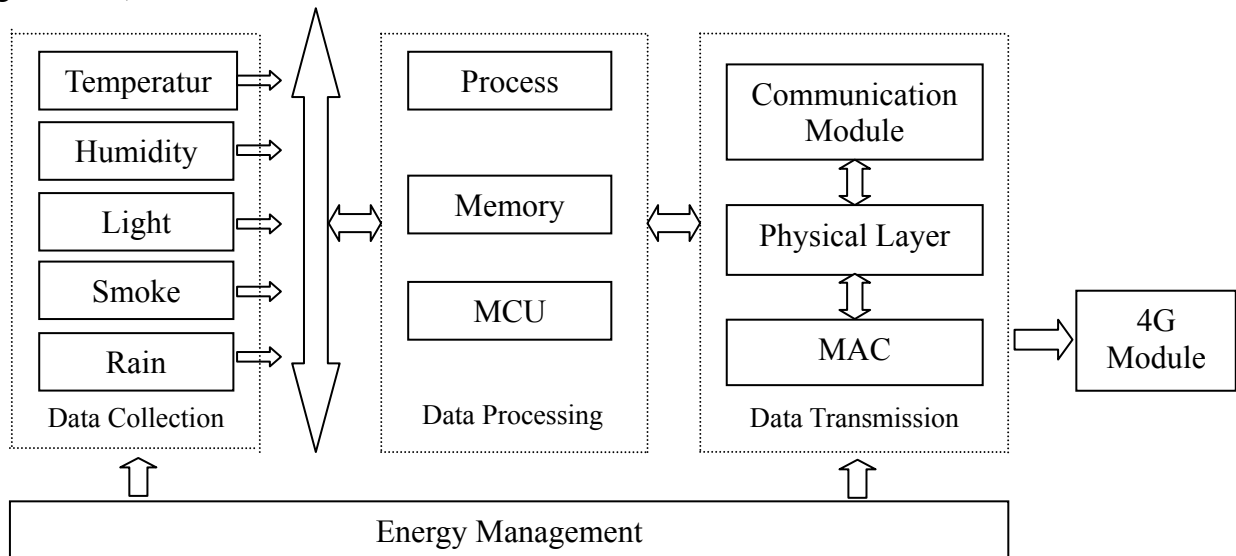 Temperatur
Humidity
Light
Smoke
Rain
Data Collection
Process
Memory
MCU
Data Processing
Communication
Module
Physical Layer
MAC
Data Transmission
4G
Module
Energy Management